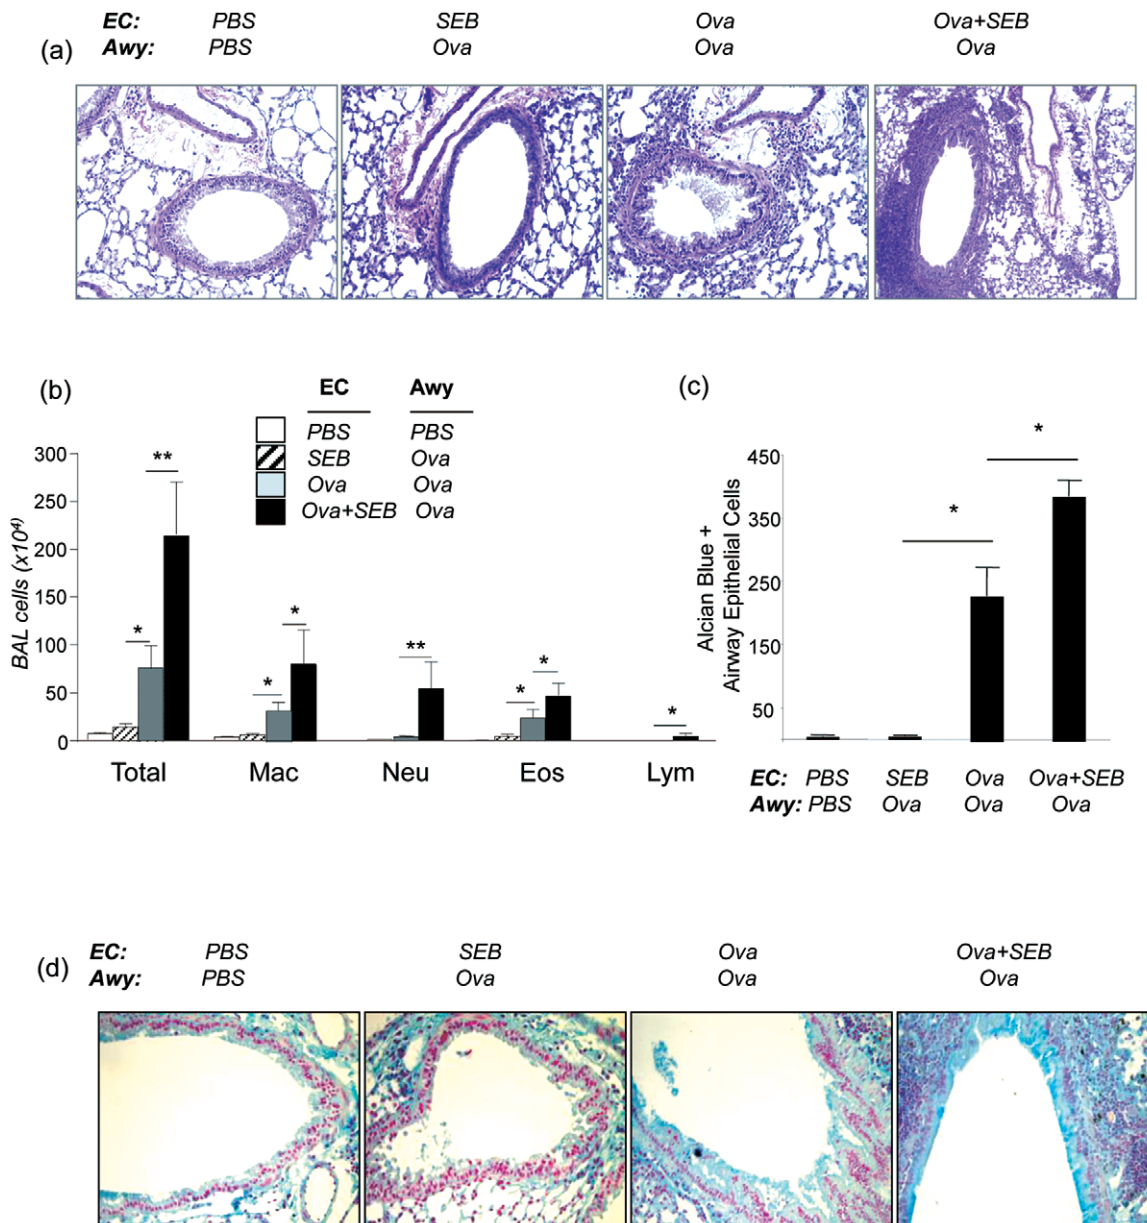 EC: PBS SEB Ova Ova+SEB
(a) Awy: PBS Ova Ova Ova
(b) EC Awy
PBS PBS
SEB Ova
Ova Ova
Ova+SEB Ova
BAL cells (x10⁴)
300
250
200
150
100
50
0
** * * * ** * * *
Total Mac Neu Eos Lym
(c)
Alcian Blue +
Airway Epithelial Cells
450
350
250
150
50
* *
EC: PBS SEB Ova Ova+SEB
Awy: PBS Ova Ova Ova
EC: PBS SEB Ova Ova+SEB
(d) Awy: PBS Ova Ova Ova